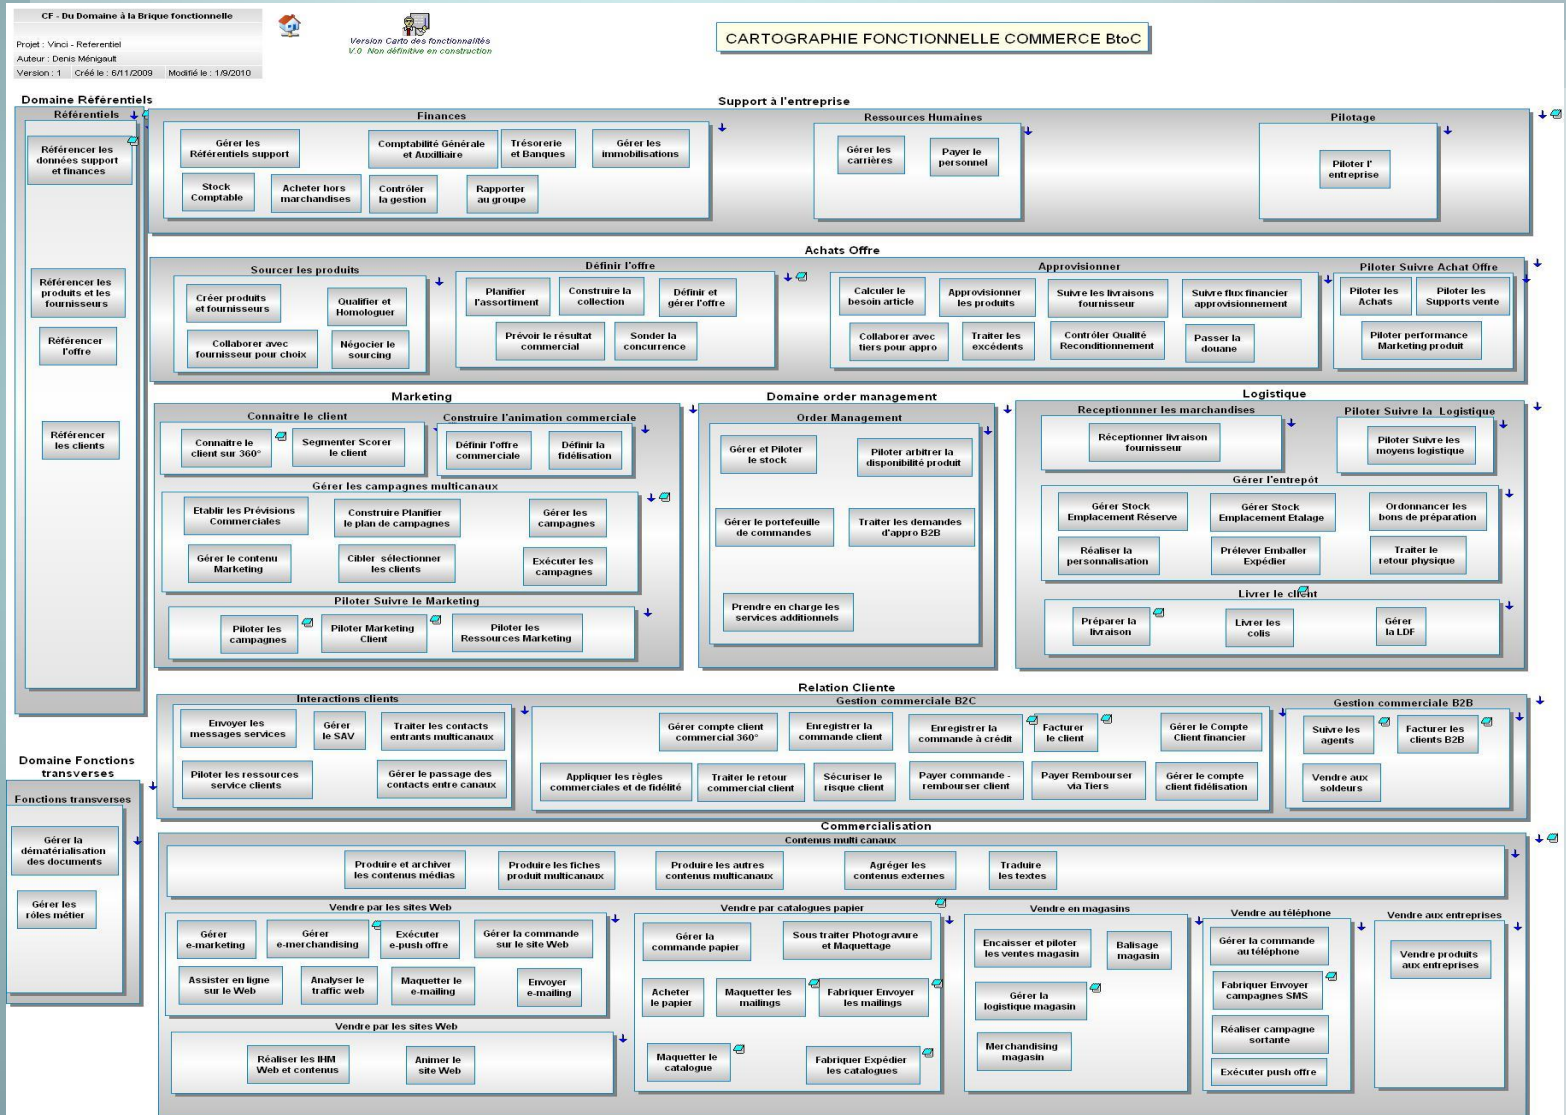 CF - Du Domaine à la Brique fonctionnelle
Projet : Vinci - Referentiel
Auteur : Denis Ménigault
Version : 1 Créé le : 6/11/2009 Modifié le : 1/9/2010
Version Carto des fonctionnalités
V.0 Non définitive en construction
CARTOGRAPHIE FONCTIONNELLE COMMERCE BtoC
Domaine Référentiels
Référentiels
Référencer les
données support
et finances
Référencer les
produits et les
fournisseurs
Référencer
l'offre
Référencer
les clients
Support à l'entreprise
Finances
Gérer les
Référentiels support
Comptabilité Générale
et Auxilliaire
Trésorerie
et Banques
Gérer les
immobilisations
Stock
Comptable
Acheter hors
marchandises
Contrôler
la gestion
Rapporter
au groupe
Ressources Humaines
Gérer les
carrières
Payer le
personnel
Pilotage
Piloter l'
entreprise
Achats Offre
Sourcer les produits
Créer produits
et fournisseurs
Qualifier et
Homologuer
Collaborer avec
fournisseur pour choix
Négocier le
sourcing
Définir l'offre
Planifier
l'assortiment
Construire la
collection
Définir et
gérer l'offre
Prévoir le résultat
commercial
Sonder la
concurrence
Approvisionner
Calculer le
besoin article
Approvisionner
les produits
Suivre les livraisons
fournisseur
Suivre flux financier
approvisionnement
Collaborer avec
tiers pour appro
Traiter les
excédents
Contrôler Qualité
Reconditionnement
Passer la
douane
Piloter Suivre Achat Offre
Piloter les
Achats
Piloter les
Supports vente
Piloter performance
Marketing produit
Marketing
Connaitre le client
Connaitre le
client sur 360°
Segmenter Scorer
le client
Construire l'animation commerciale
Définir l'offre
commerciale
Définir la
fidélisation
Gérer les campagnes multicanaux
Etablir les Prévisions
Commerciales
Construire Planifier
le plan de campagnes
Gérer les
campagnes
Gérer le contenu
Marketing
Cibler sélectionner
les clients
Exécuter les
campagnes
Piloter Suivre le Marketing
Piloter les
campagnes
Piloter Marketing
Client
Piloter les
Ressources Marketing
Domaine order management
Order Management
Gérer et Piloter
le stock
Piloter arbitrer la
disponibilité produit
Gérer le portefeuille
de commandes
Traiter les demandes
d'appro B2B
Prendre en charge les
services additionnels
Logistique
Receptionnner les marchandises
Réceptionner livraison
fournisseur
Piloter Suivre la Logistique
Piloter Suivre les
moyens logistique
Gérer l'entrepôt
Gérer Stock
Emplacement Réserve
Gérer Stock
Emplacement Etalage
Ordonnancer les
bons de préparation
Réaliser la
personnalisation
Prélever Emballer
Expédier
Traiter le
retour physique
Livrer le client
Préparer la
livraison
Livrer les
colis
Gérer
la LDF
Relation Cliente
Interactions clients
Envoyer les
messages services
Gérer
le SAV
Traiter les contacts
entrants multicanaux
Piloter les ressources
service clients
Gérer le passage des
contacts entre canaux
Gestion commerciale B2C
Gérer compte client
commercial 360°
Enregistrer la
commande client
Enregistrer la
commande à crédit
Facturer
le client
Gérer le Compte
Client financier
Appliquer les règles
commerciales et de fidélité
Traiter le retour
commercial client
Sécuriser le
risque client
Payer commande -
rembourser client
Payer Rembourser
via Tiers
Gérer le compte
client fidélisation
Gestion commerciale B2B
Suivre les
agents
Facturer les
clients B2B
Vendre aux
soldeurs
Domaine Fonctions
transverses
Fonctions transverses
Gérer la
dématérialisation
des documents
Gérer les
rôles métier
Commercialisation
Contenus multi canaux
Produire et archiver
les contenus médias
Produire les fiches
produit multicanaux
Produire les autres
contenus multicanaux
Agréger les
contenus externes
Traduire
les textes
Vendre par les sites Web
Gérer
e-marketing
Gérer
e-merchandising
Exécuter
e-push offre
Gérer la commande
sur le site Web
Assister en ligne
sur le Web
Analyser le
traffic web
Maquetter le
e-mailing
Envoyer
e-mailing
Vendre par les sites Web
Réaliser les IHM
Web et contenus
Animer le
site Web
Vendre par catalogues papier
Gérer la
commande papier
Sous traiter Photogravure
et Maquettage
Acheter
le papier
Maquetter les
mailings
Fabriquer Envoyer
les mailings
Maquetter le
catalogue
Fabriquer Expédier
les catalogues
Vendre en magasins
Encaisser et piloter
les ventes magasin
Balisage
magasin
Gérer la
logistique magasin
Merchandising
magasin
Vendre au téléphone
Gérer la commande
au téléphone
Fabriquer Envoyer
campagnes SMS
Réaliser campagne
sortante
Exécuter push offre
Vendre aux entreprises
Vendre produits
aux entreprises